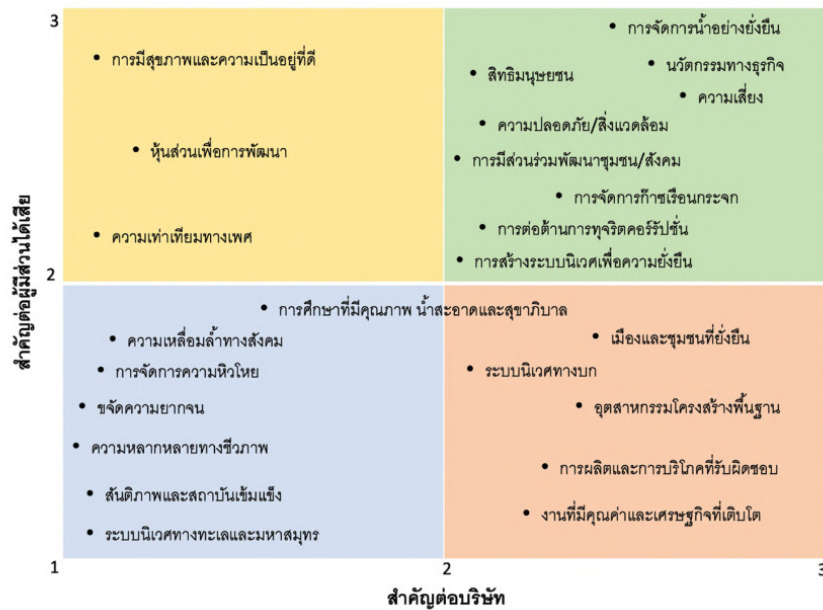 3
การจัดการน้ำอย่างยั่งยืน
การมีสุขภาพและความเป็นอยู่ที่ดี
นวัตกรรมทางธุรกิจ
สิทธิมนุษยชน
ความเสี่ยง
ความปลอดภัย/สิ่งแวดล้อม
หุ้นส่วนเพื่อการพัฒนา
การมีส่วนร่วมพัฒนาชุมชน/สังคม
การจัดการก๊าซเรือนกระจก
ความเท่าเทียมทางเพศ
การต่อต้านการทุจริตคอร์รัปชั่น
การสร้างระบบนิเวศเพื่อความยั่งยืน
2
สำคัญต่อผู้มีส่วนได้เสีย
การศึกษาที่มีคุณภาพ น้ำสะอาดและสุขาภิบาล
ความเหลื่อมล้ำทางสังคม
เมืองและชุมชนที่ยั่งยืน
การจัดการความหิวโหย
ระบบนิเวศทางบก
ขจัดความยากจน
อุตสาหกรรมโครงสร้างพื้นฐาน
ความหลากหลายทางชีวภาพ
การผลิตและการบริโภคที่รับผิดชอบ
สันติภาพและสถาบันเข้มแข็ง
งานที่มีคุณค่าและเศรษฐกิจที่เติบโต
ระบบนิเวศทางทะเลและมหาสมุทร
1 2 3
สำคัญต่อบริษัท